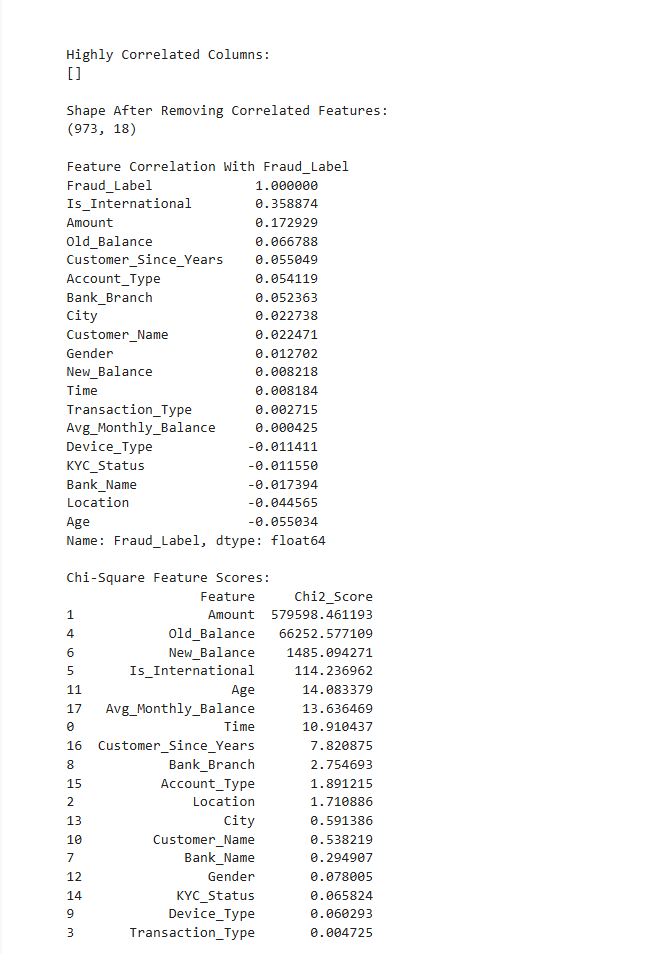 Highly Correlated Columns:
[]
Shape After Removing Correlated Features:
(973, 18)
Feature Correlation With Fraud_Label
Fraud_Label 1.000000
Is_International 0.358874
Amount 0.172929
Old_Balance 0.066788
Customer_Since_Years 0.055049
Account_Type 0.054119
Bank_Branch 0.052363
City 0.022738
Customer_Name 0.022471
Gender 0.012702
New_Balance 0.008218
Time 0.008184
Transaction_Type 0.002715
Avg_Monthly_Balance 0.000425
Device_Type -0.011411
KYC_Status -0.011550
Bank_Name -0.017394
Location -0.044565
Age -0.055034
Name: Fraud_Label, dtype: float64
Chi-Square Feature Scores:
Feature Chi2_Score
1 Amount 579598.461193
4 Old_Balance 66252.577109
6 New_Balance 1485.094271
5 Is_International 114.236962
11 Age 14.083379
17 Avg_Monthly_Balance 13.636469
0 Time 10.910437
16 Customer_Since_Years 7.820875
8 Bank_Branch 2.754693
15 Account_Type 1.891215
2 Location 1.710886
13 City 0.591386
10 Customer_Name 0.538219
7 Bank_Name 0.294907
12 Gender 0.078005
14 KYC_Status 0.065824
9 Device_Type 0.060293
3 Transaction_Type 0.004725